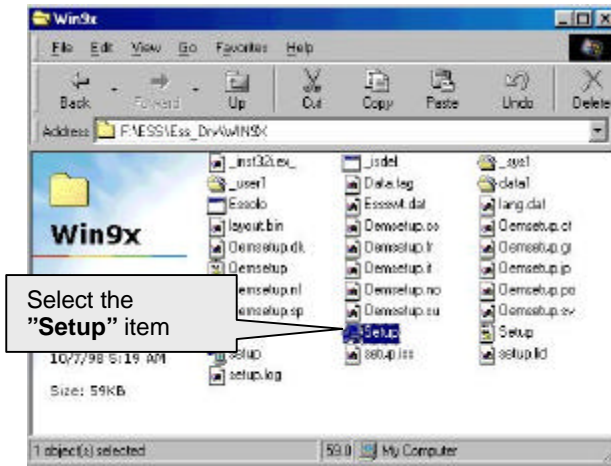 Win9x
File Edit View Go Favorites Help
Back Forward Up Cut Copy Paste Undo Delete
Address F:\ESS\Ess_Drv\WIN9X
_inst32i.ex_ _isdel _sys1
_user1 Data.tag data1
Essolo Essswt.dat lang.dat
Win9x
layout.bin Oemsetup.cs Oemsetup.ct
Oemsetup.dk Oemsetup.fr Oemsetup.gr
Oemsetup Oemsetup.it Oemsetup.jp
Oemsetup.nl Oemsetup.no Oemsetup.po
Oemsetup.sp Oemsetup.su Oemsetup.sv
Select the
”Setup” item
Setup Setup
10/7/98 5:19 AM
setup setup.iss setup.lid
setup.log
Size: 59KB
1 object(s) selected 59.0 My Computer